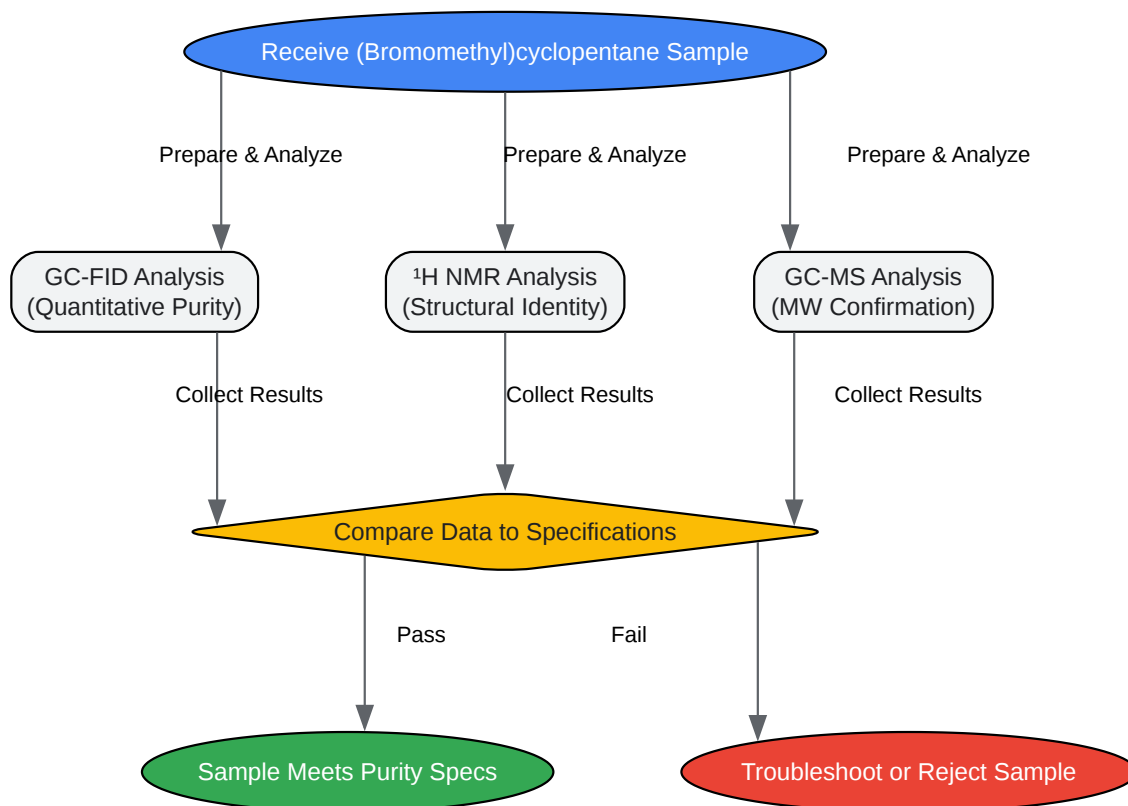 Receive (Bromomethyl)cyclopentane Sample
Prepare & Analyze
Prepare & Analyze
Prepare & Analyze
GC-FID Analysis
(Quantitative Purity)
¹H NMR Analysis
(Structural Identity)
GC-MS Analysis
(MW Confirmation)
Collect Results
Collect Results
Collect Results
Compare Data to Specifications
Pass
Fail
Sample Meets Purity Specs
Troubleshoot or Reject Sample